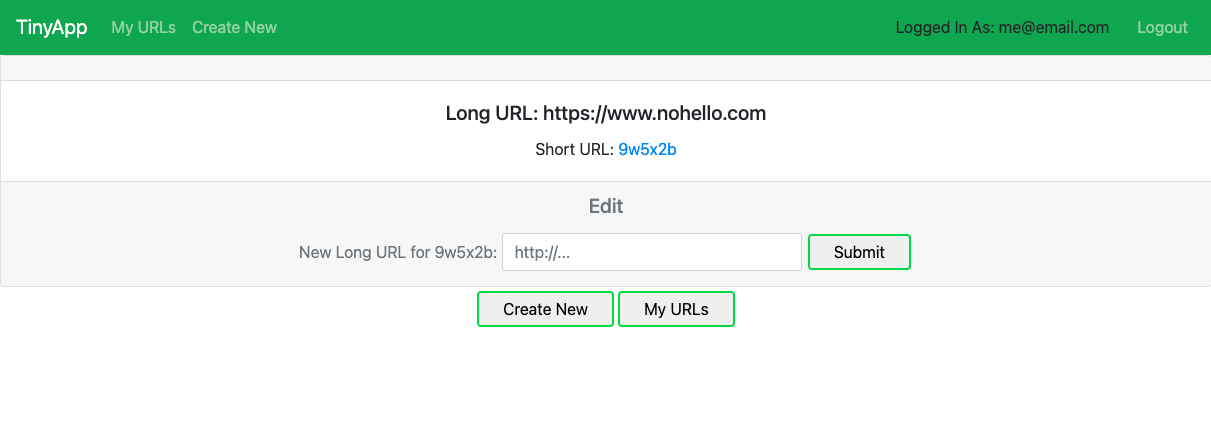 TinyApp My URLs Create New Logged In As: me@email.com Logout
Long URL: https://www.nohello.com
Short URL: 9w5x2b
Edit
New Long URL for 9w5x2b: http://... Submit
Create New My URLs